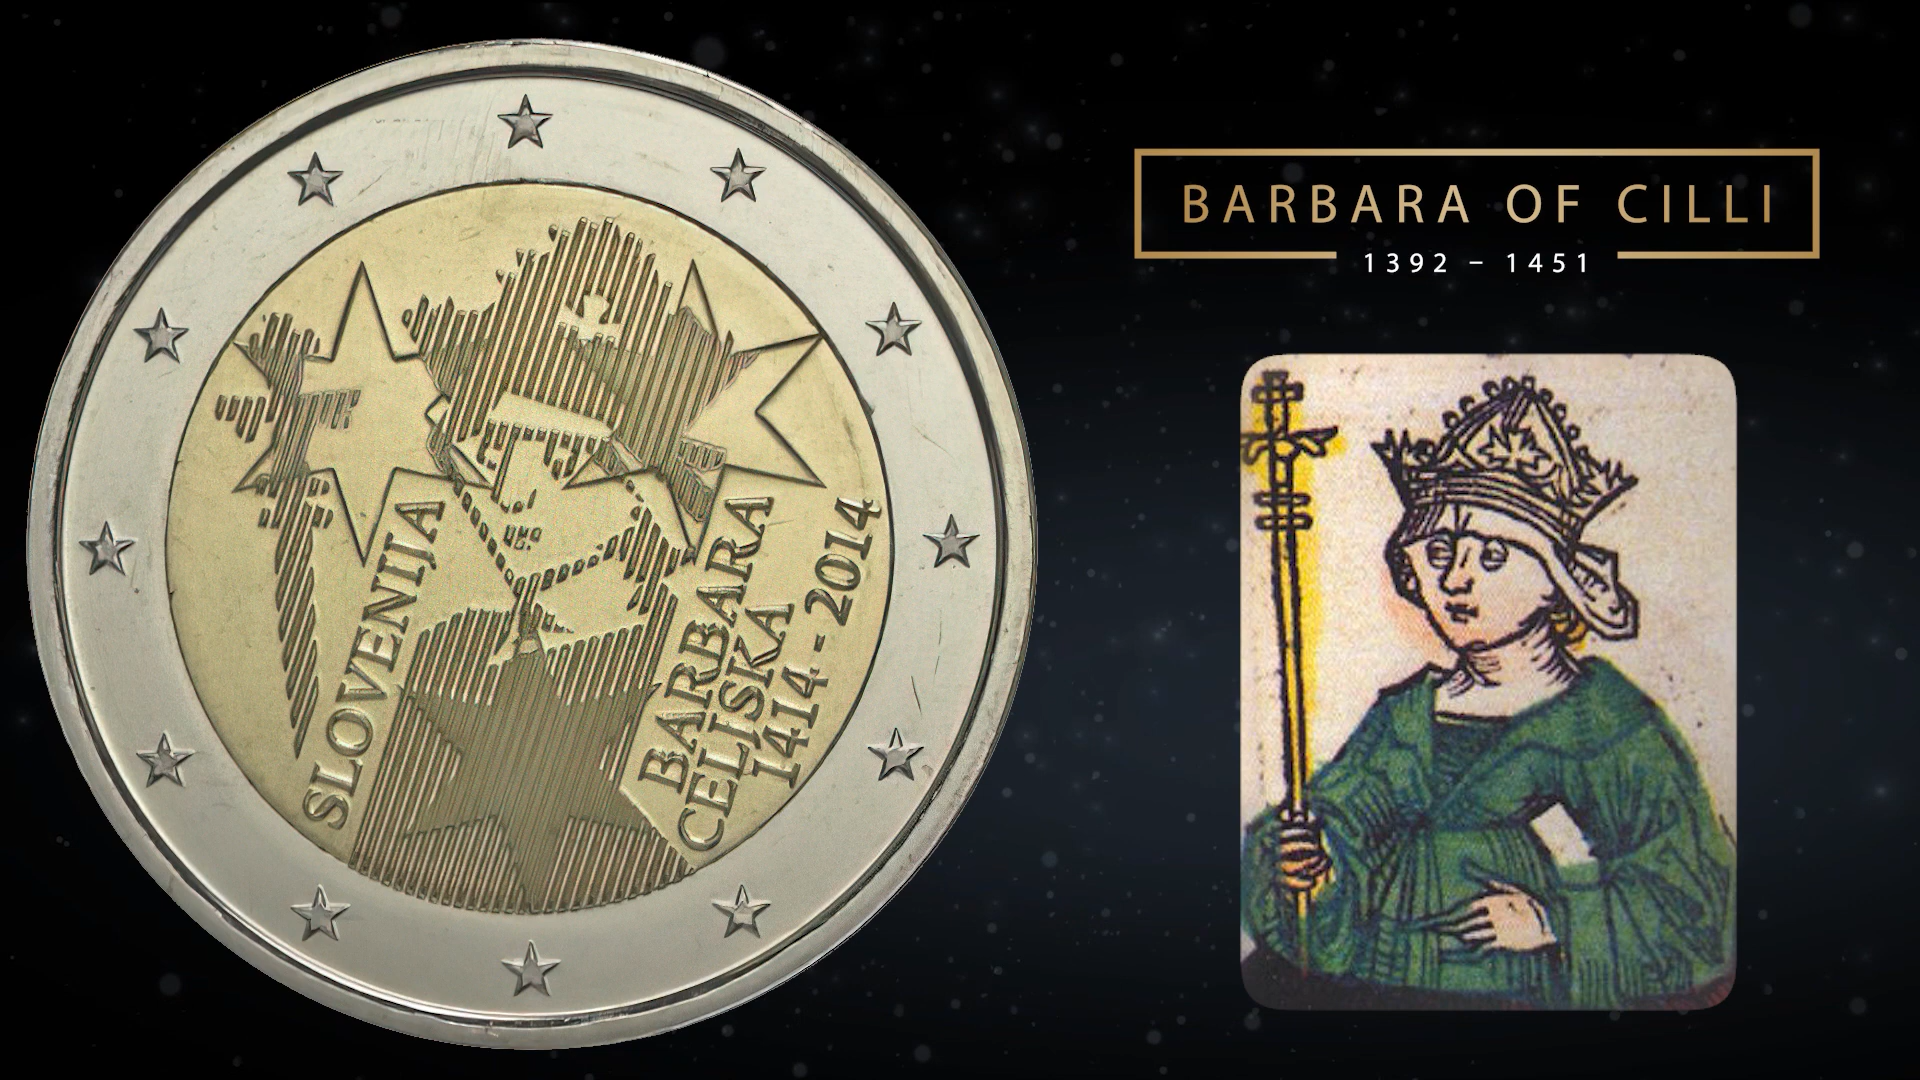 SLOVENIJA
BARBARA
CELJSKA
1414 - 2014
BARBARA OF CILLI
1392 – 1451